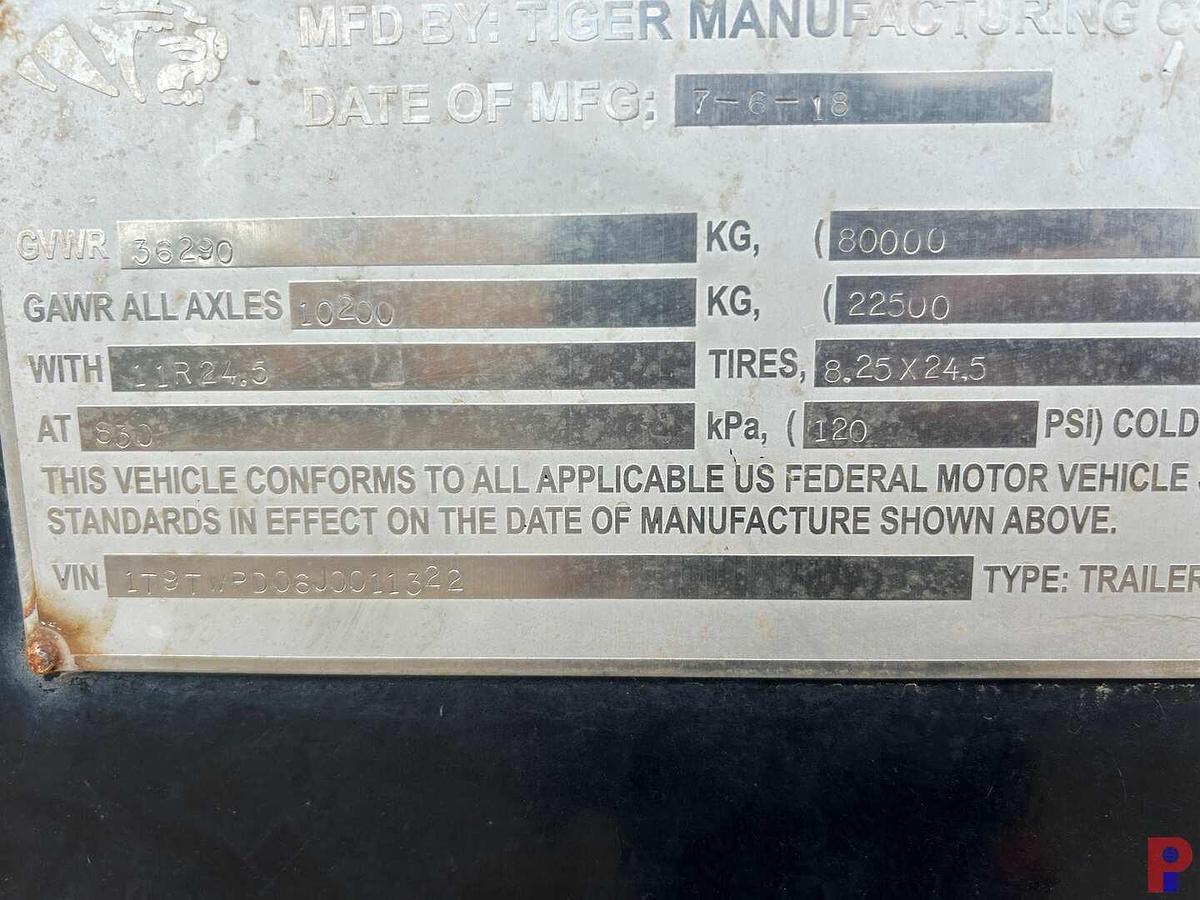 MFD BY: TIGER MANUFACTURING C
DATE OF MFG: 7-6-18
GVWR 36290 KG, (80000
GAWR ALL AXLES 10200 KG, (22500
WITH 11R24.5 TIRES, 8.25X24.5
AT 830 kPa, (120 PSI) COLD
THIS VEHICLE CONFORMS TO ALL APPLICABLE US FEDERAL MOTOR VEHICLE
STANDARDS IN EFFECT ON THE DATE OF MANUFACTURE SHOWN ABOVE.
VIN 1T9TWPD06J0011322 TYPE: TRAILER